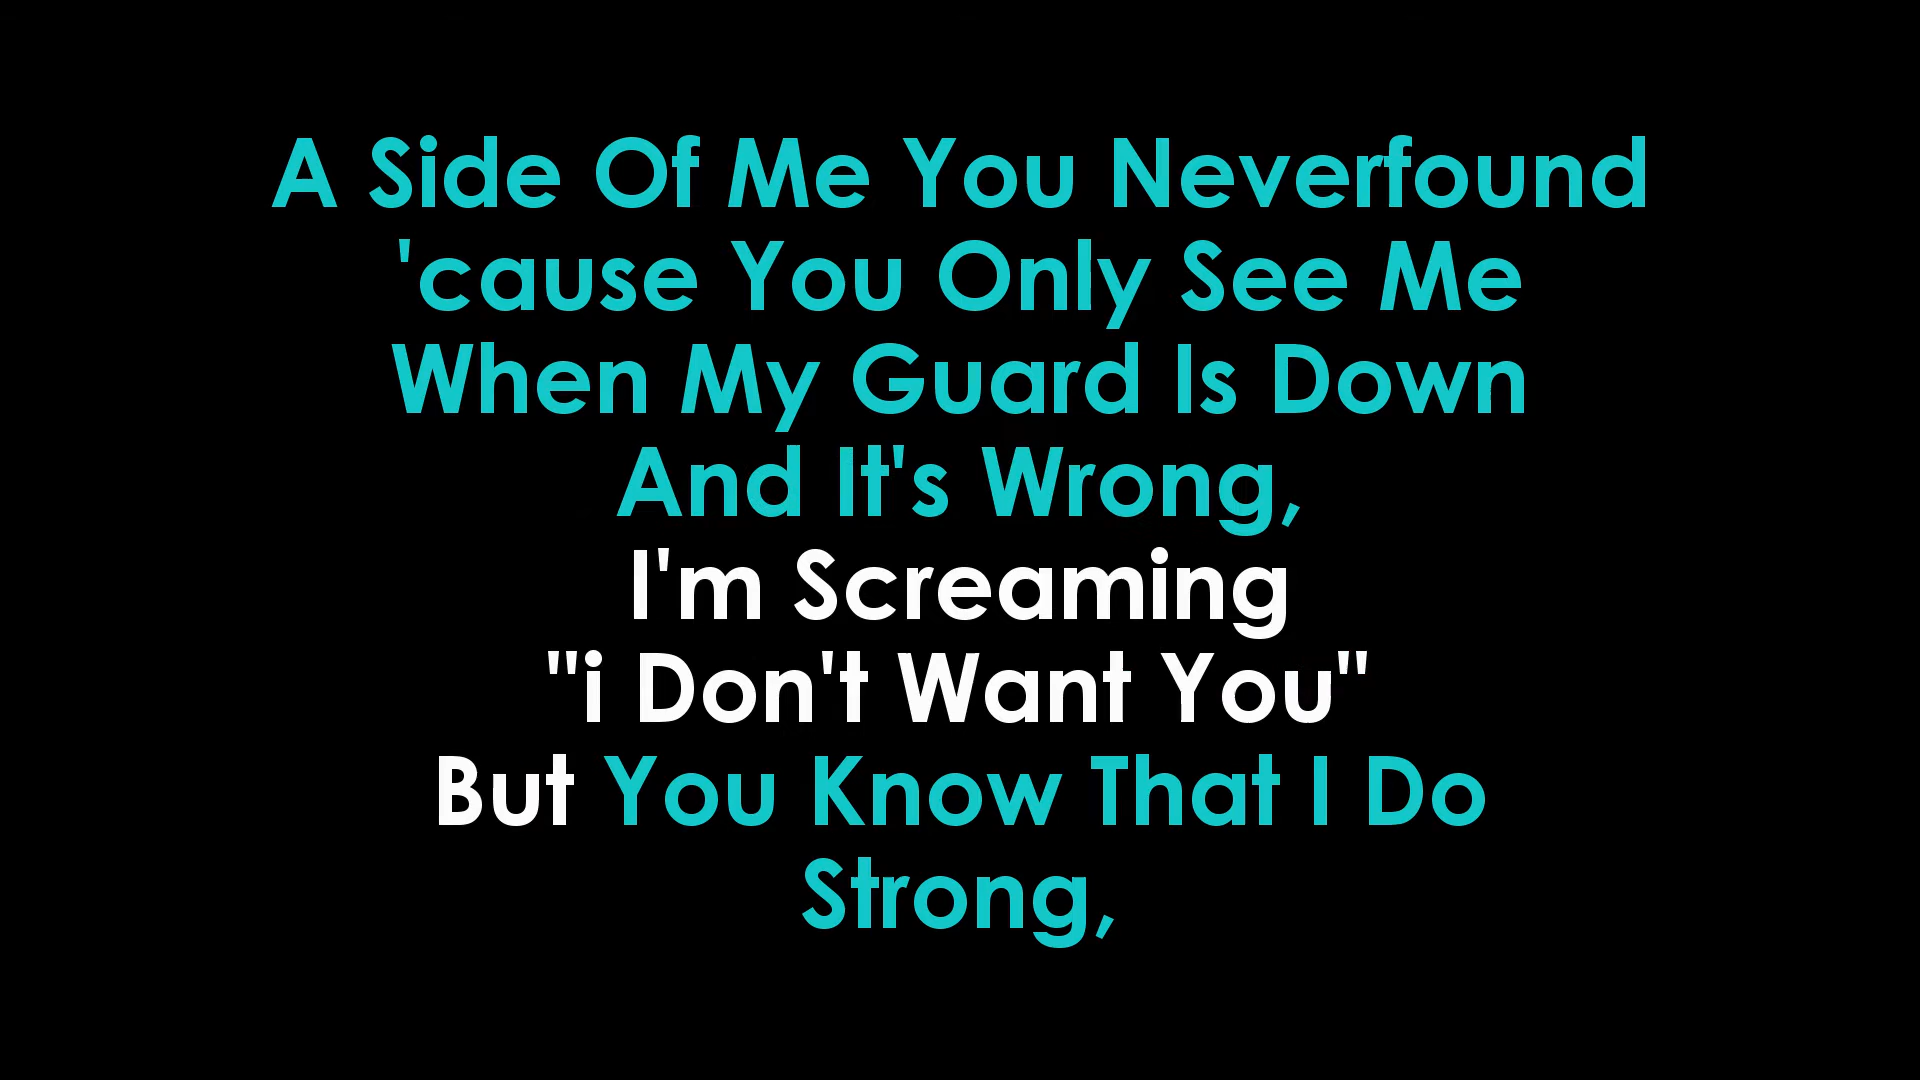 A Side Of Me You Neverfound
'cause You Only See Me
When My Guard Is Down
And It's Wrong,
I'm Screaming
"i Don't Want You"
But You Know That I Do
Strong,